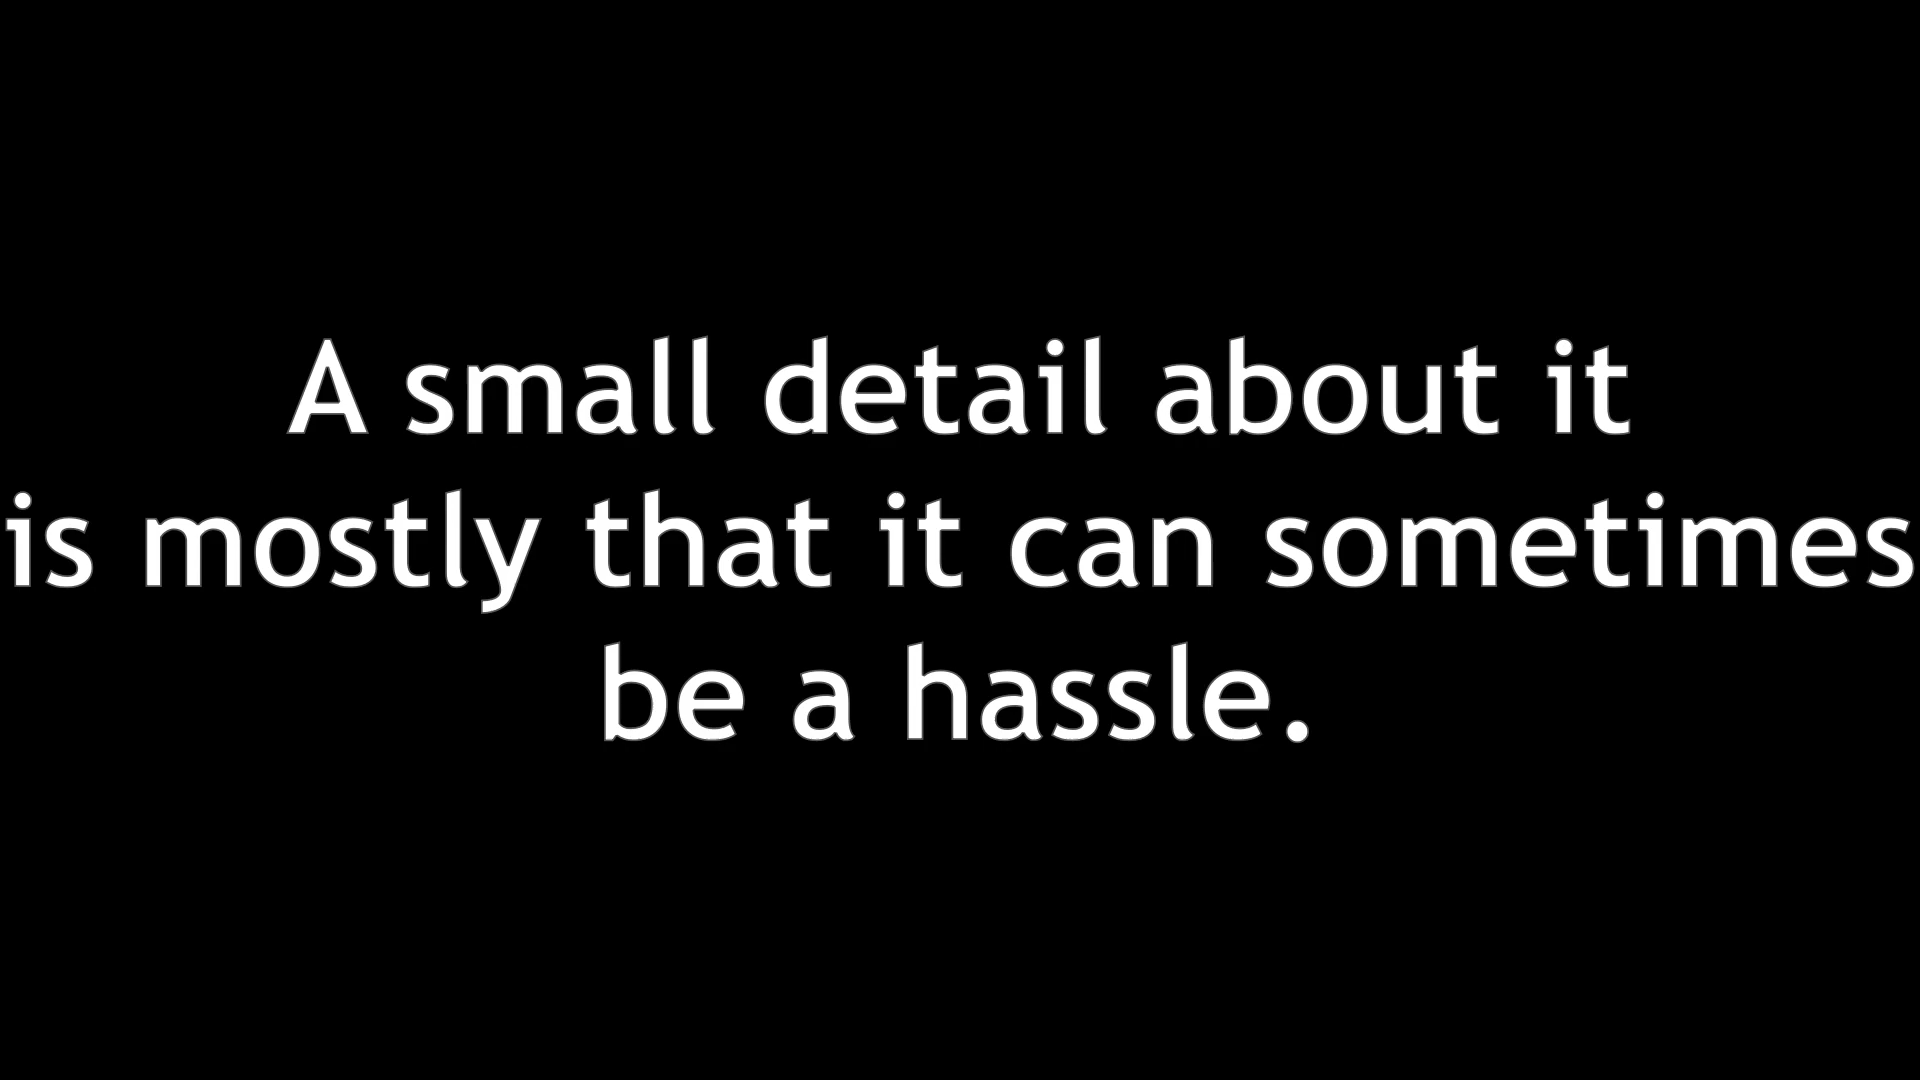 A small detail about it
is mostly that it can sometimes
be a hassle.